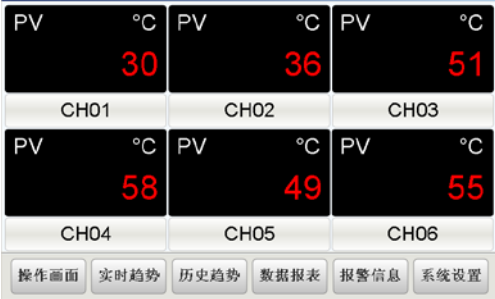 PV °C PV °C PV °C
30 36 51
CH01 CH02 CH03
PV °C PV °C PV °C
58 49 55
CH04 CH05 CH06
操作画面 实时趋势 历史趋势 数据报表 报警信息 系统设置